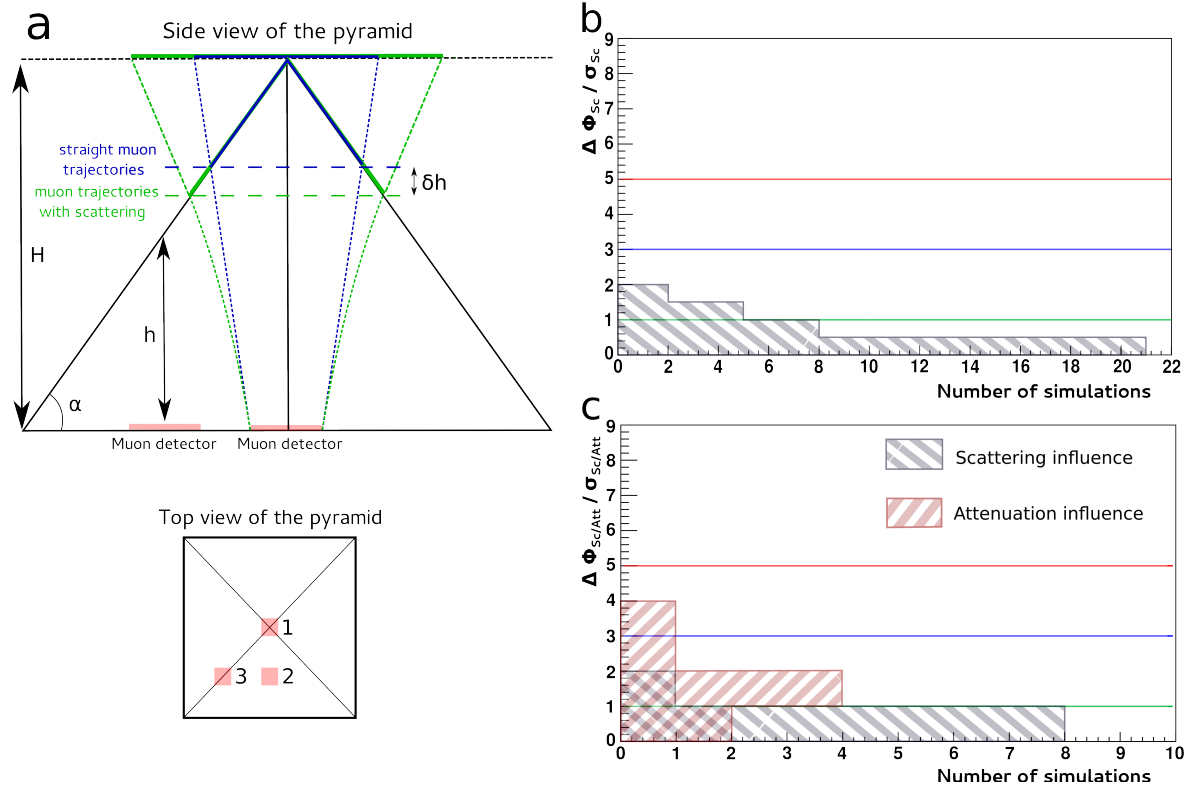 a
Side view of the pyramid
straight muon
trajectories
muon trajectories
with scattering
δh
H
h
α
Muon detector
Muon detector
Top view of the pyramid
1
3
2
b
Δ Φ Sc / σ Sc
9
8
7
6
5
4
3
2
1
0
0 2 4 6 8 10 12 14 16 18 20 22
Number of simulations
c
Δ Φ Sc/Att / σ Sc/Att
9
8
7
6
5
4
3
2
1
0
Scattering influence
Attenuation influence
0 1 2 3 4 5 6 7 8 9 10
Number of simulations